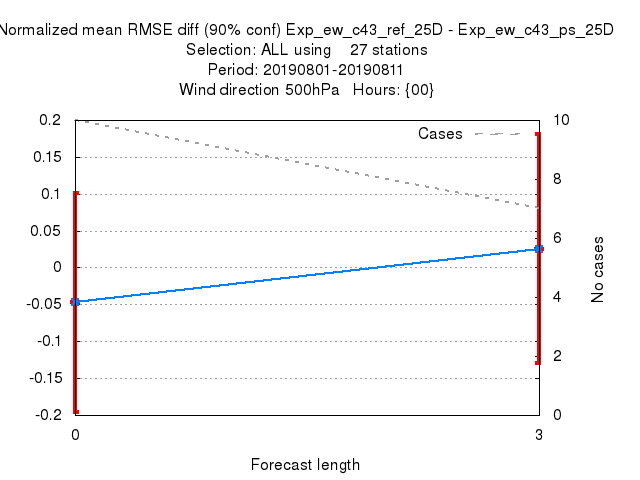 Normalized mean RMSE diff (90% conf) Exp_ew_c43_ref_25D - Exp_ew_c43_ps_25D
Selection: ALL using    27 stations
Period: 20190801-20190811
Wind direction 500hPa   Hours: {00}
Cases
0.2
0.15
0.1
0.05
0
-0.05
-0.1
-0.15
-0.2
10
8
6
4
2
0
No cases
0
3
Forecast length